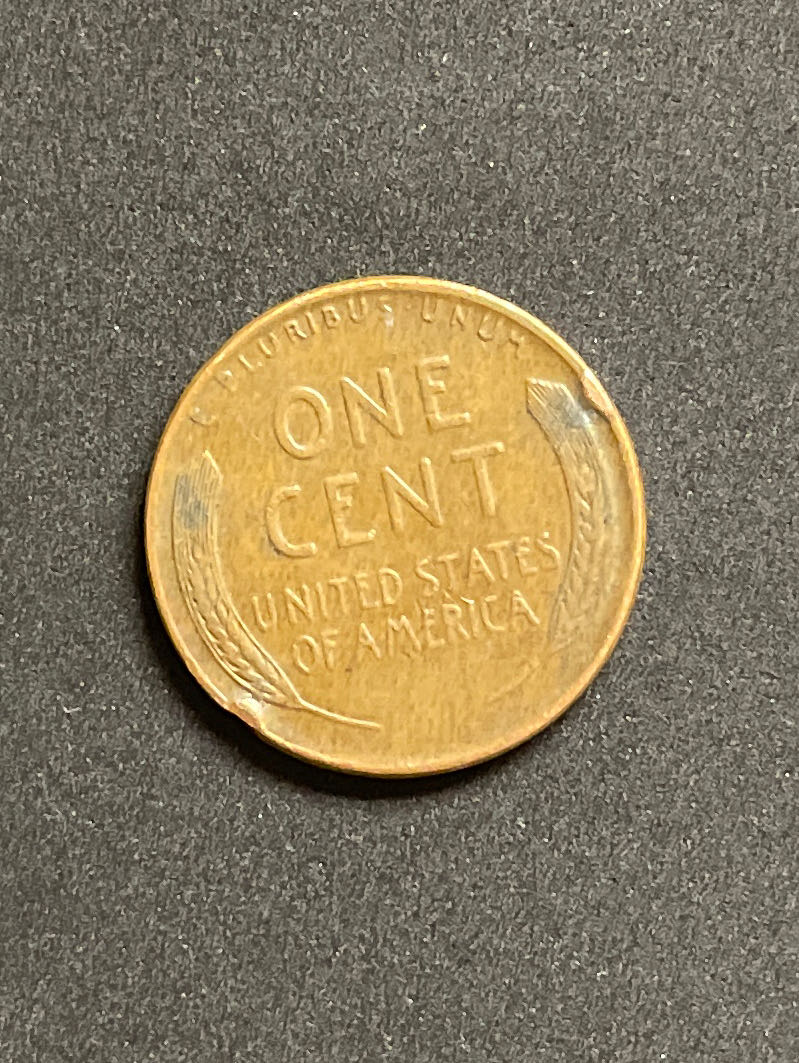 E PLURIBUS·UNUM
ONE
CENT
UNITED STATES
OF AMERICA